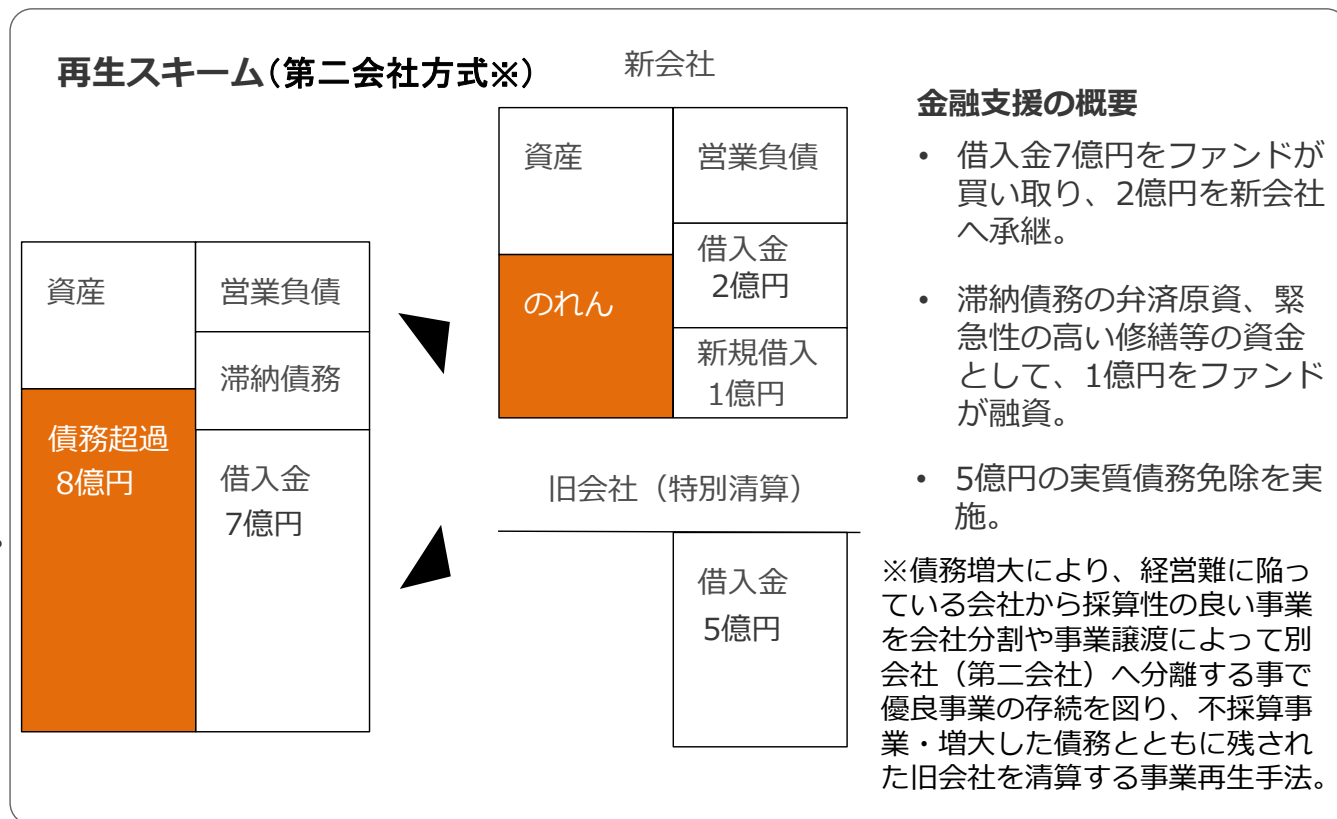 再生スキーム(第二会社方式※)
新会社
資産
営業負債
滞納債務
債務超過
8億円
借入金
7億円
資産
営業負債
のれん
借入金
2億円
新規借入
1億円
旧会社（特別清算）
借入金
5億円
金融支援の概要
• 借入金7億円をファンドが
買い取り、2億円を新会社
へ承継。
• 滞納債務の弁済原資、緊
急性の高い修繕等の資金
として、1億円をファンド
が融資。
• 5億円の実質債務免除を実
施。
※債務増大により、経営難に陥っ
ている会社から採算性の良い事業
を会社分割や事業譲渡によって別
会社（第二会社）へ分離する事で
優良事業の存続を図り、不採算事
業・増大した債務とともに残され
た旧会社を清算する事業再生手法。